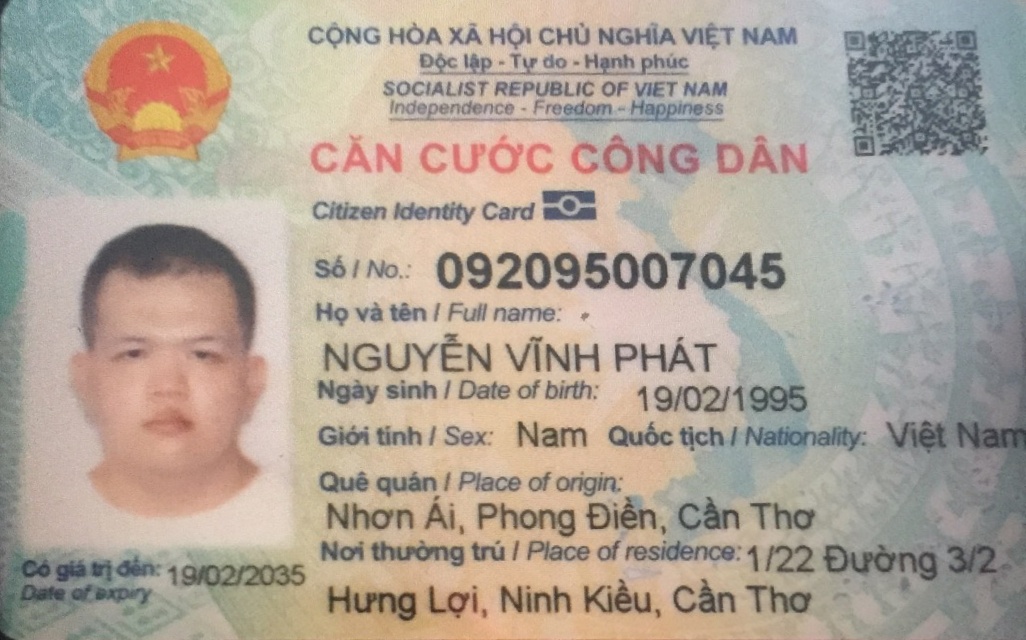 CỘNG HÒA XÃ HỘI CHỦ NGHĨA VIỆT NAM
Độc lập - Tự do - Hạnh phúc
SOCIALIST REPUBLIC OF VIET NAM
Independence - Freedom - Happiness
CĂN CƯỚC CÔNG DÂN
Citizen Identity Card
Số / No.: 092095007045
Họ và tên / Full name:
NGUYỄN VĨNH PHÁT
Ngày sinh / Date of birth: 19/02/1995
Giới tính / Sex: Nam Quốc tịch / Nationality: Việt Nam
Quê quán / Place of origin:
Nhơn Ái, Phong Điền, Cần Thơ
Nơi thường trú / Place of residence: 1/22 Đường 3/2
Hưng Lợi, Ninh Kiều, Cần Thơ
Có giá trị đến: 19/02/2035
Date of expiry